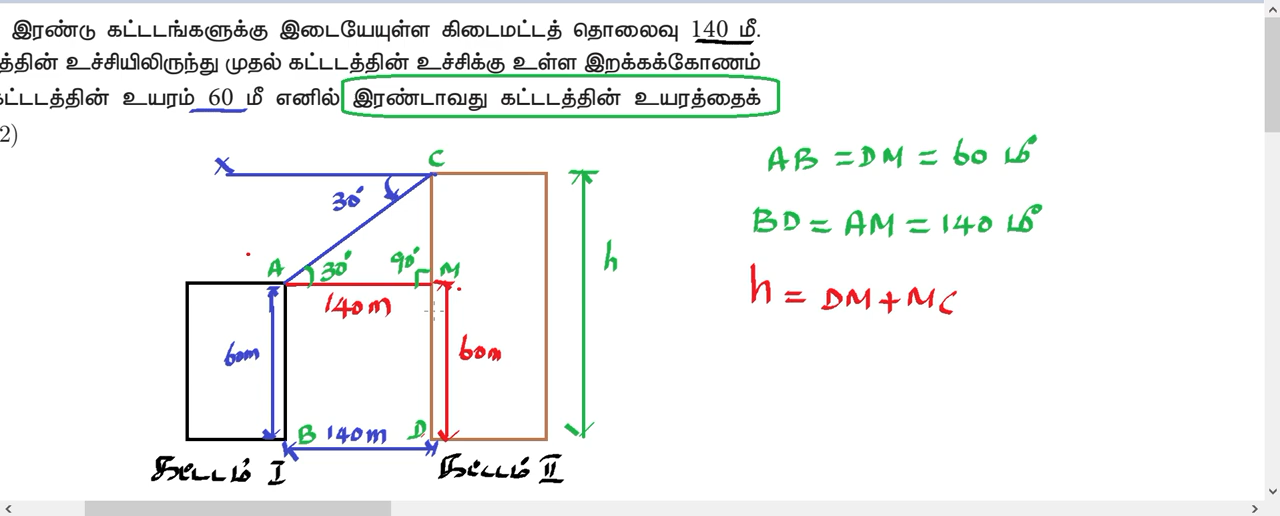 இரண்டு கட்டடங்களுக்கு இடையேயுள்ள கிடைமட்டத் தொலைவு 140 மீ.
த்தின் உச்சியிலிருந்து முதல் கட்டடத்தின் உச்சிக்கு உள்ள இறக்கக்கோணம்
கட்டடத்தின் உயரம் 60 மீ எனில் இரண்டாவது கட்டடத்தின் உயரத்தைக்
2)
X C
30°
A 30° 90° M
140m
60m 60m
B 140m D
கட்டடம் I கட்டடம் II
h
AB = DM = 60 மீ
BD = AM = 140 மீ
h = DM + MC